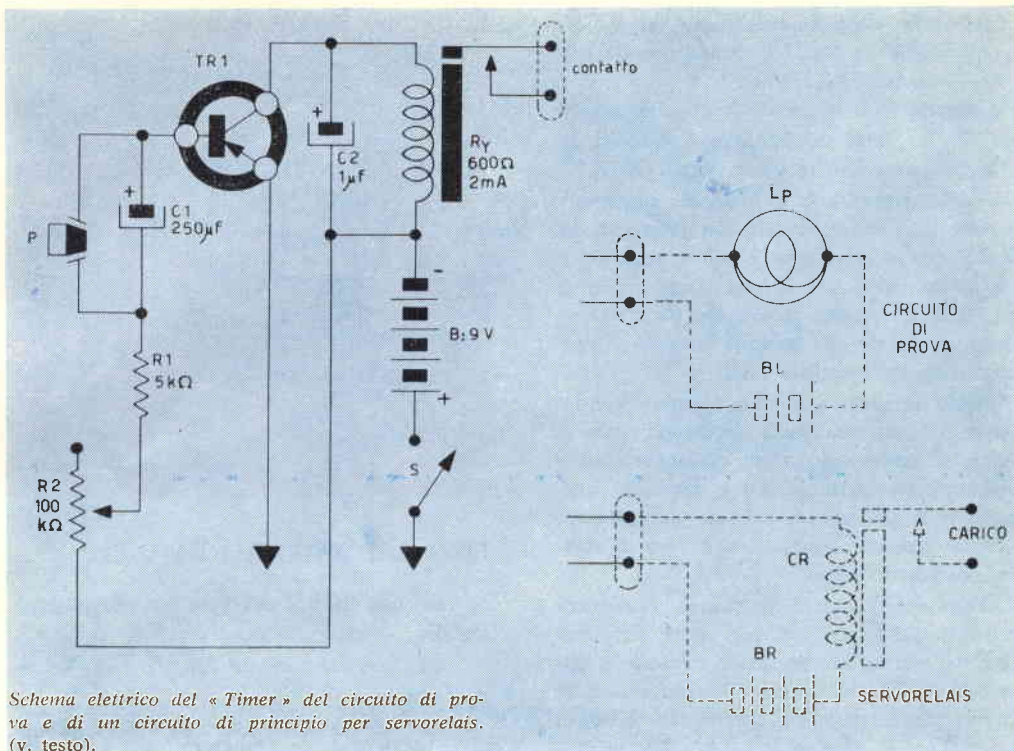 TR1
contatto
+
C2
1µF
RY
600Ω
2mA
P
+
C1
250µF
R1
5kΩ
R2
100
kΩ
-
B: 9 V
+
S
LP
CIRCUITO
DI
PROVA
BL
CR
CARICO
BR
SERVORELAIS
Schema elettrico del « Timer » del circuito di pro-
va e di un circuito di principio per servorelais.
(v. testo).